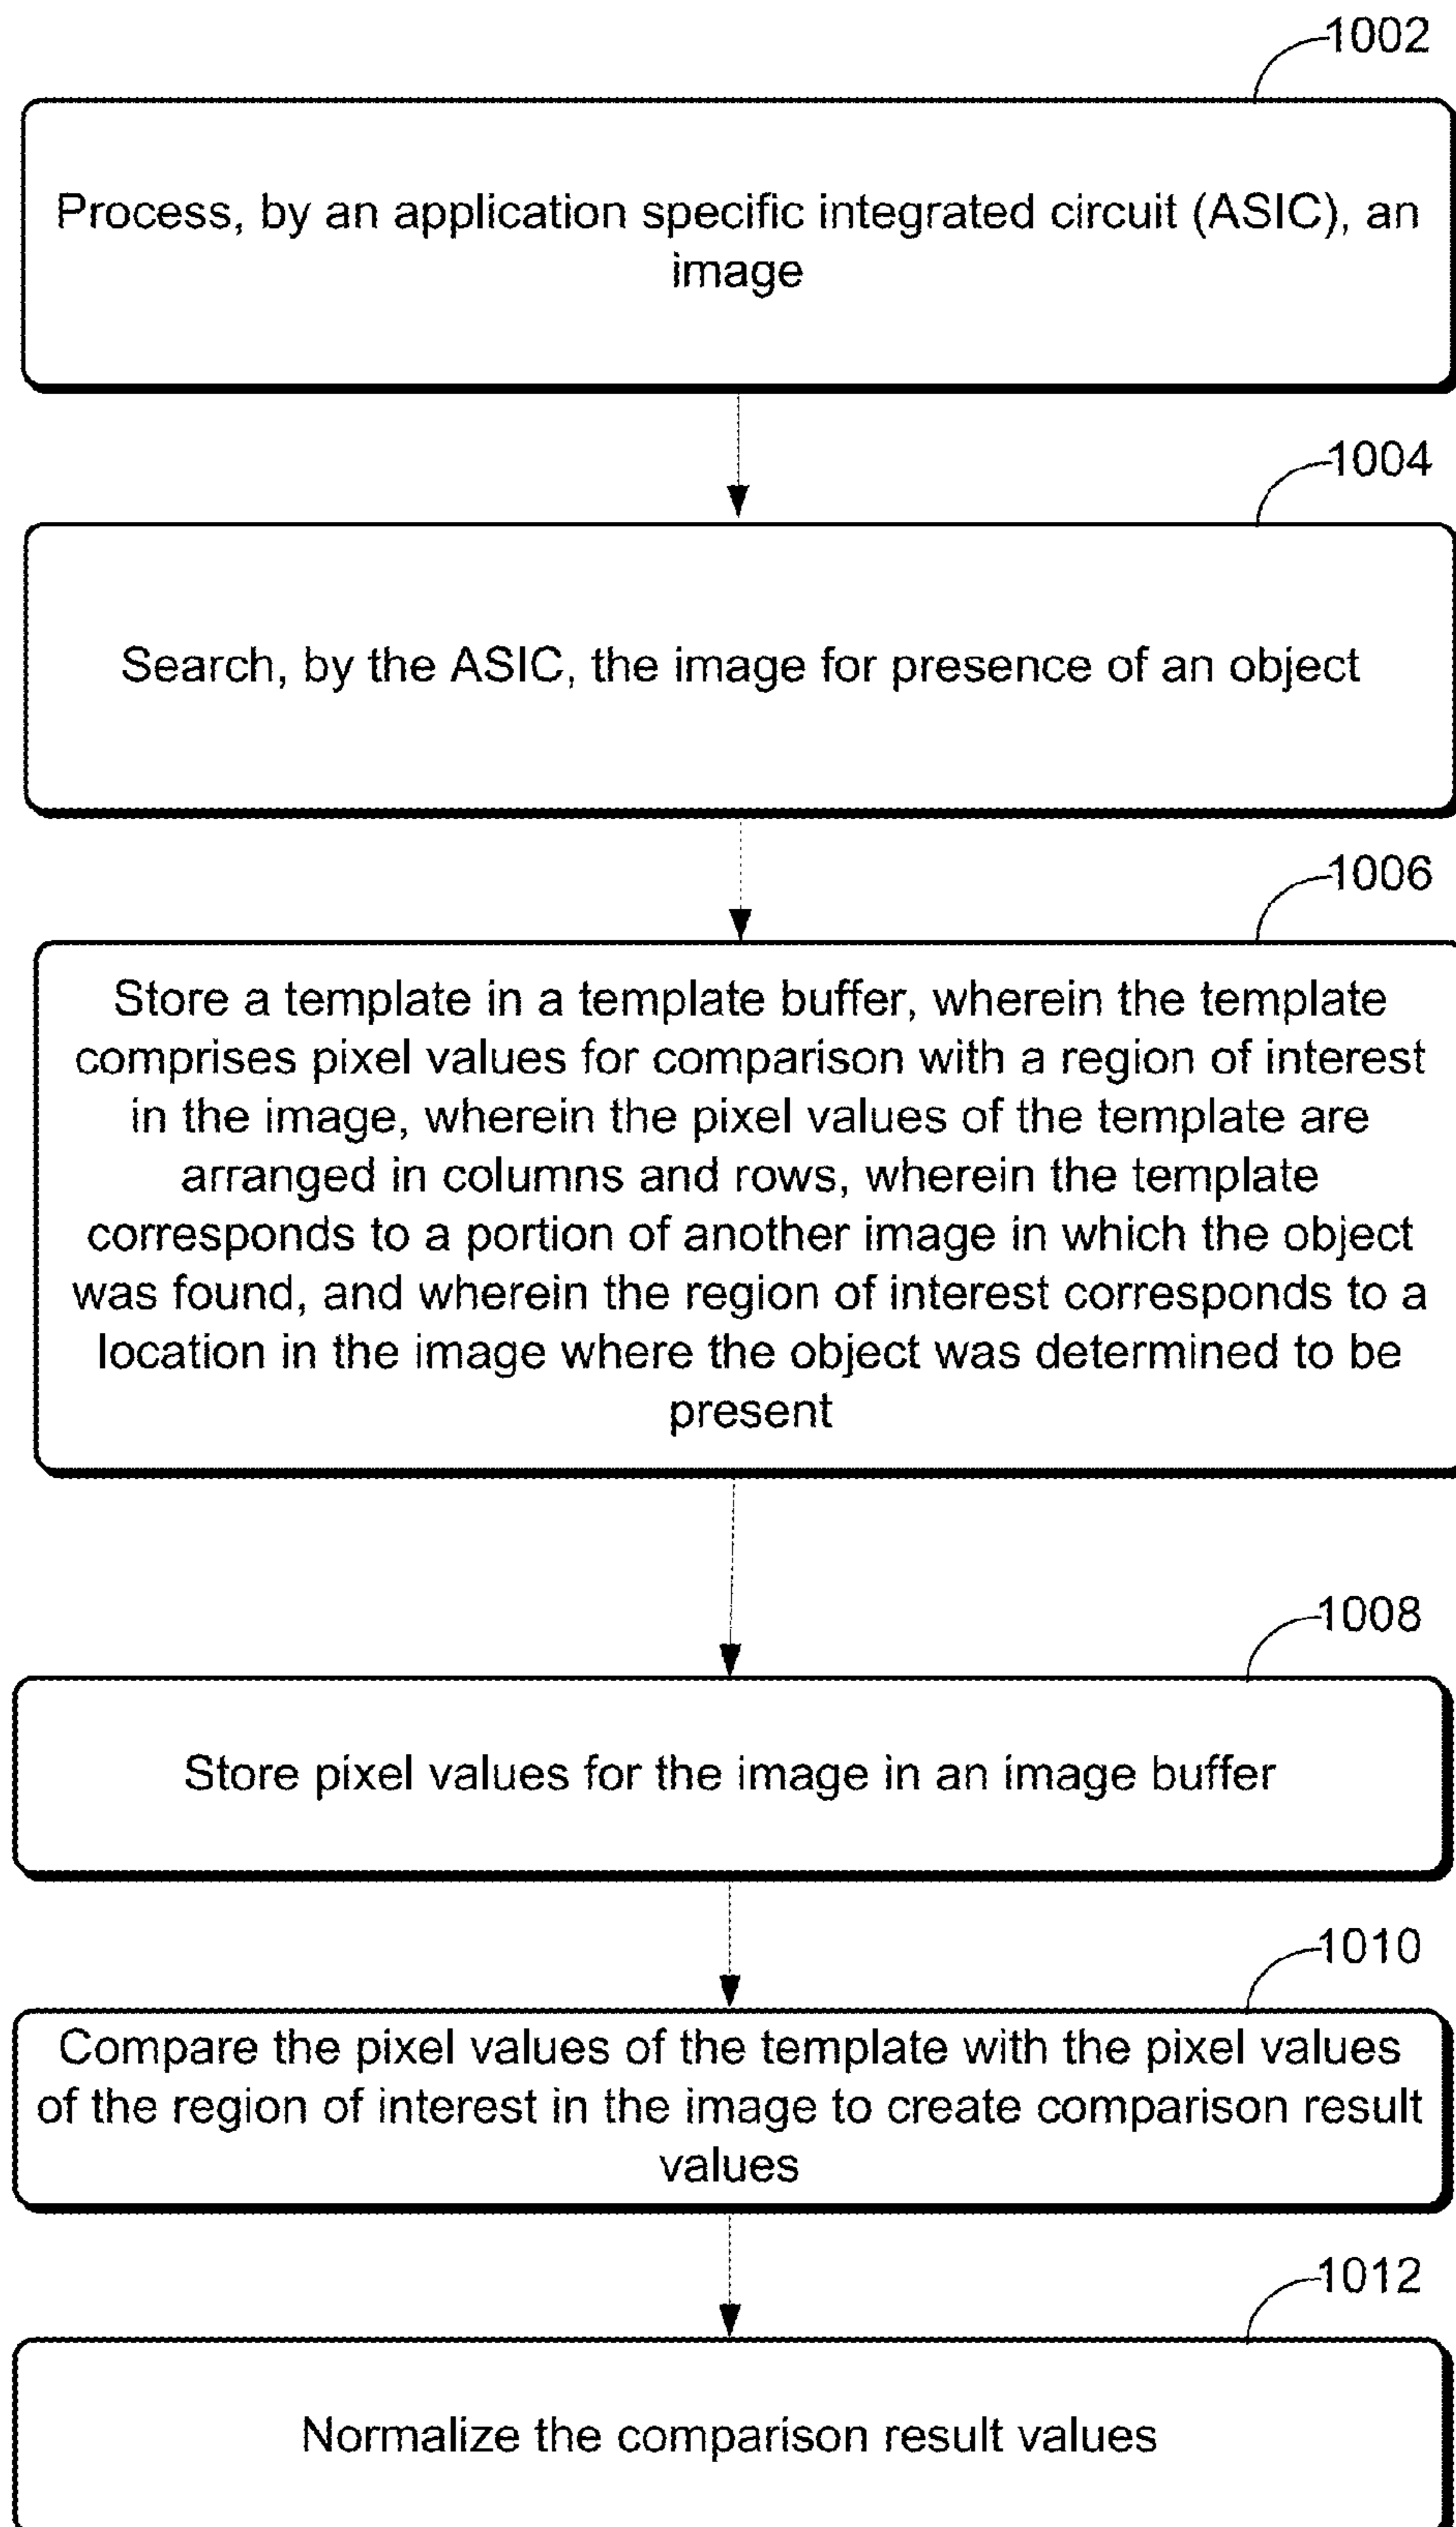 1002
Process, by an application specific integrated circuit (ASIC), an
image
1004
Search, by the ASIC, the image for presence of an object
1006
Store a template in a template buffer, wherein the template
comprises pixel values for comparison with a region of interest
in the image, wherein the pixel values of the template are
arranged in columns and rows, wherein the template
corresponds to a portion of another image in which the object
was found, and wherein the region of interest corresponds to a
location in the image where the object was determined to be
present
1008
Store pixel values for the image in an image buffer
1010
Compare the pixel values of the template with the pixel values
of the region of interest in the image to create comparison result
values
1012
Normalize the comparison result values